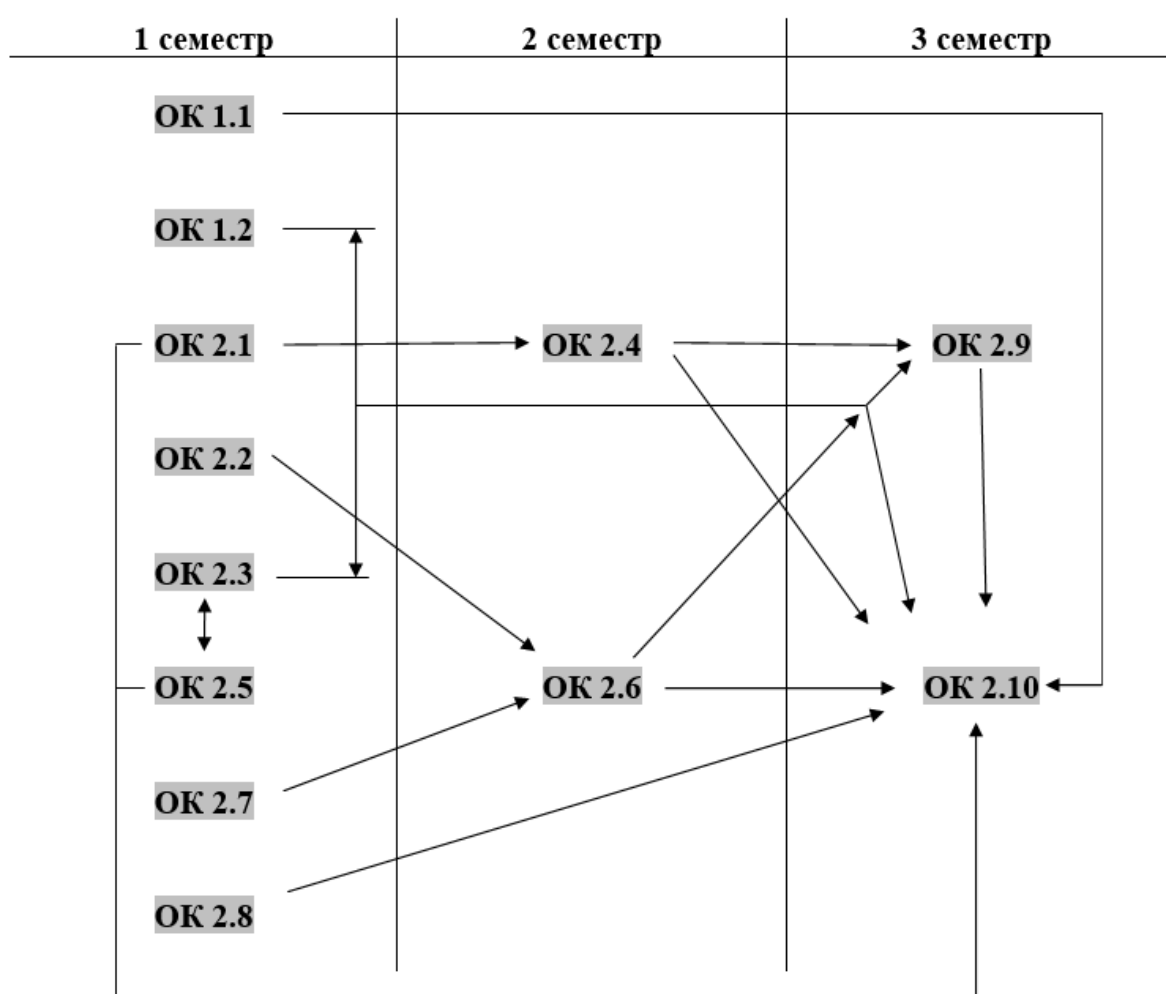 1 семестр 2 семестр 3 семестр
ОК 1.1
ОК 1.2
ОК 2.1 ОК 2.4 ОК 2.9
ОК 2.2
ОК 2.3
ОК 2.5 ОК 2.6 ОК 2.10
ОК 2.7
ОК 2.8